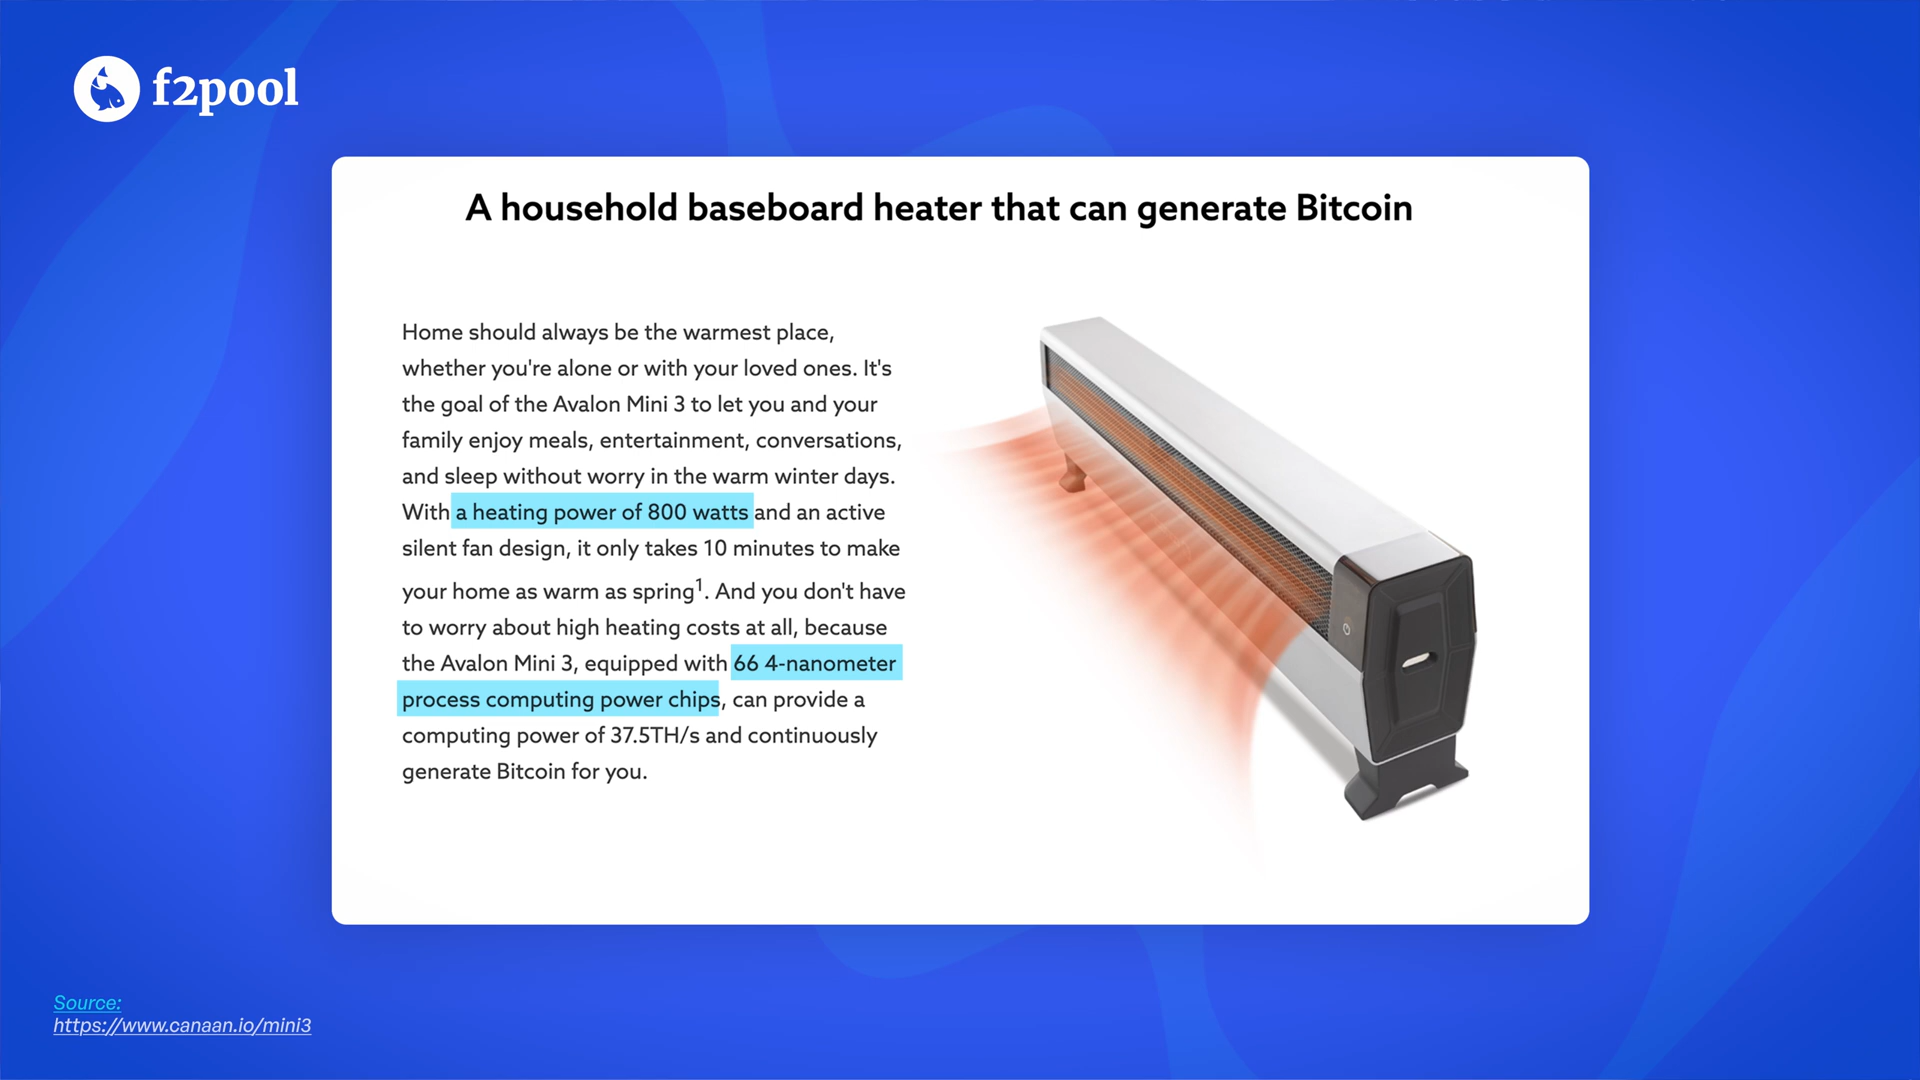 f2pool
A household baseboard heater that can generate Bitcoin
Home should always be the warmest place,
whether you're alone or with your loved ones. It's
the goal of the Avalon Mini 3 to let you and your
family enjoy meals, entertainment, conversations,
and sleep without worry in the warm winter days.
With a heating power of 800 watts and an active
silent fan design, it only takes 10 minutes to make
your home as warm as spring¹. And you don't have
to worry about high heating costs at all, because
the Avalon Mini 3, equipped with 66 4-nanometer
process computing power chips, can provide a
computing power of 37.5TH/s and continuously
generate Bitcoin for you.
Source:
https://www.canaan.io/mini3